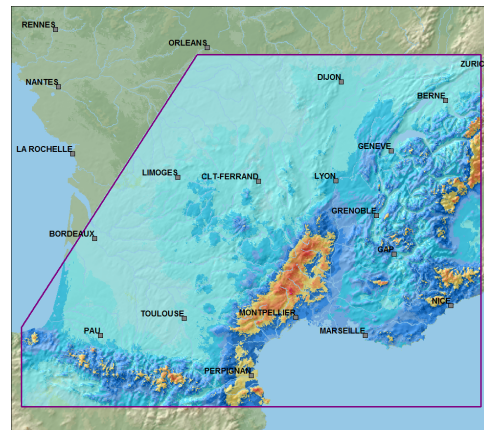 RENNES
ORLEANS
ZURIC
DIJON
NANTES
BERNE
LA ROCHELLE
GENEVE
LIMOGES
CLT-FERRAND
LYON
GRENOBLE
BORDEAUX
GAP
NICE
TOULOUSE
MONTPELLIER
PAU
MARSEILLE
PERPIGNAN